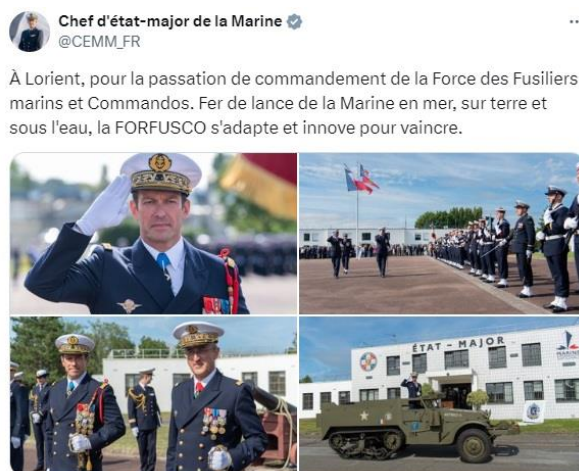 Chef d'état-major de la Marine
@CEMM_FR
À Lorient, pour la passation de commandement de la Force des Fusiliers
marins et Commandos. Fer de lance de la Marine en mer, sur terre et
sous l'eau, la FORFUSCO s'adapte et innove pour vaincre.
ÉTAT - MAJOR